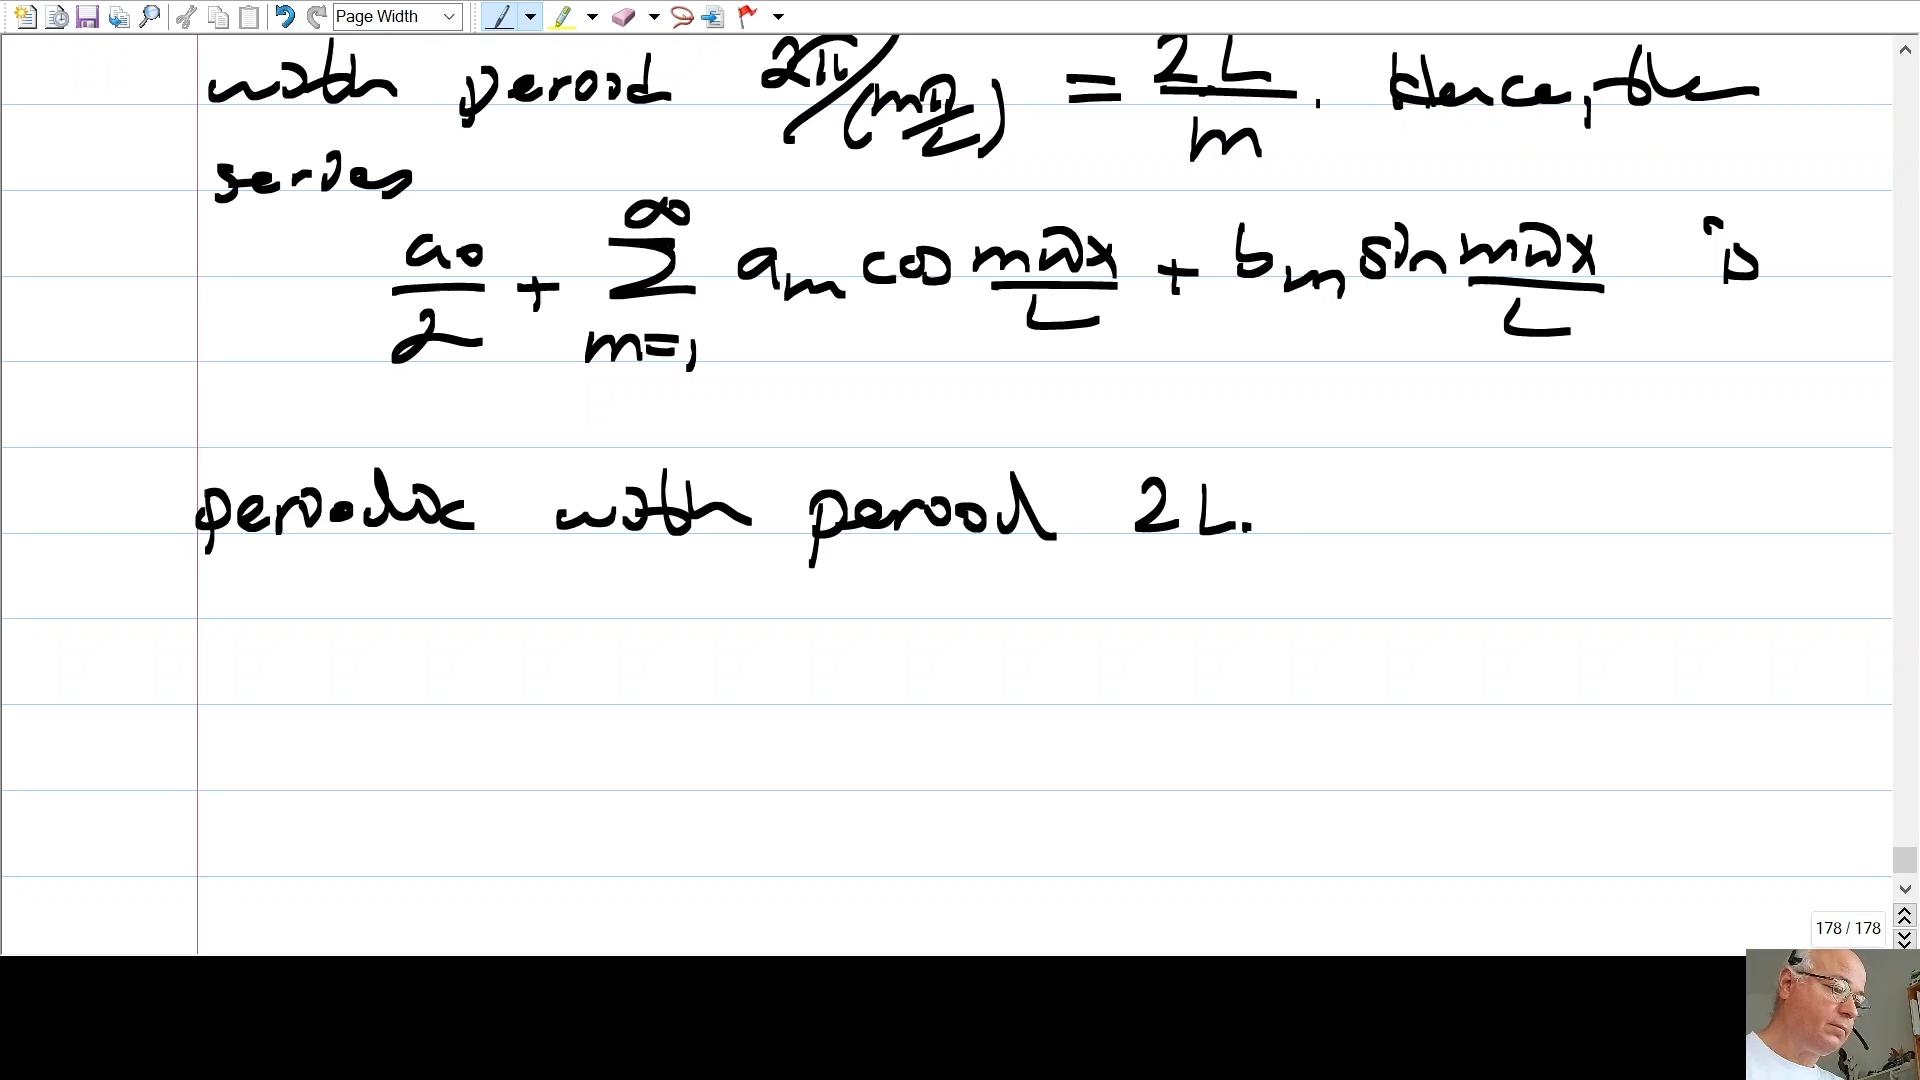 Page Width
with period 2π/(mπ/L) = 2L/m. Hence, the
series
a0/2 + ∑_{m=1}^{∞} am cos mπx/L + bm sin mπx/L is
periodic with period 2L.
178 / 178